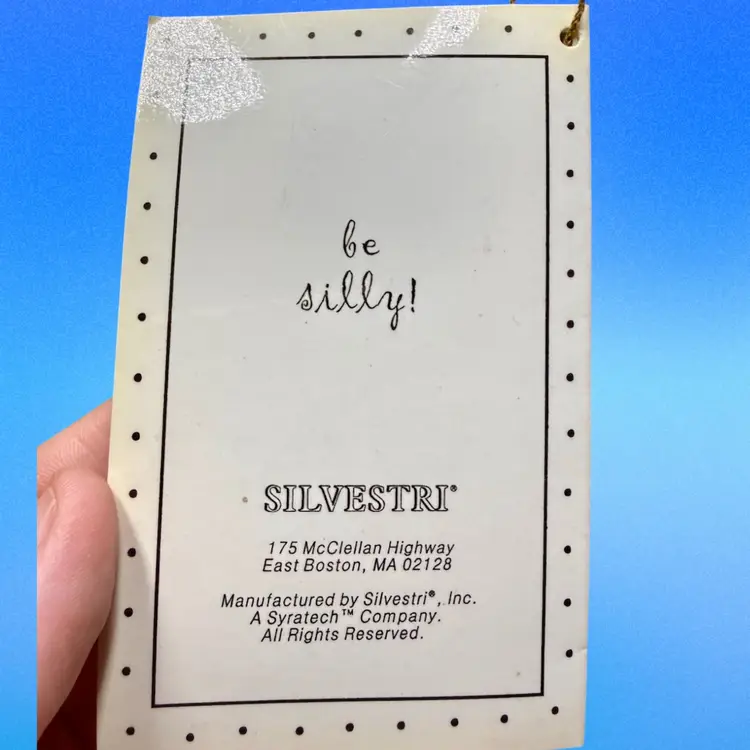 be
silly!
SILVESTRI®
175 McClellan Highway
East Boston, MA 02128
Manufactured by Silvestri®, Inc.
A Syratech™ Company.
All Rights Reserved.